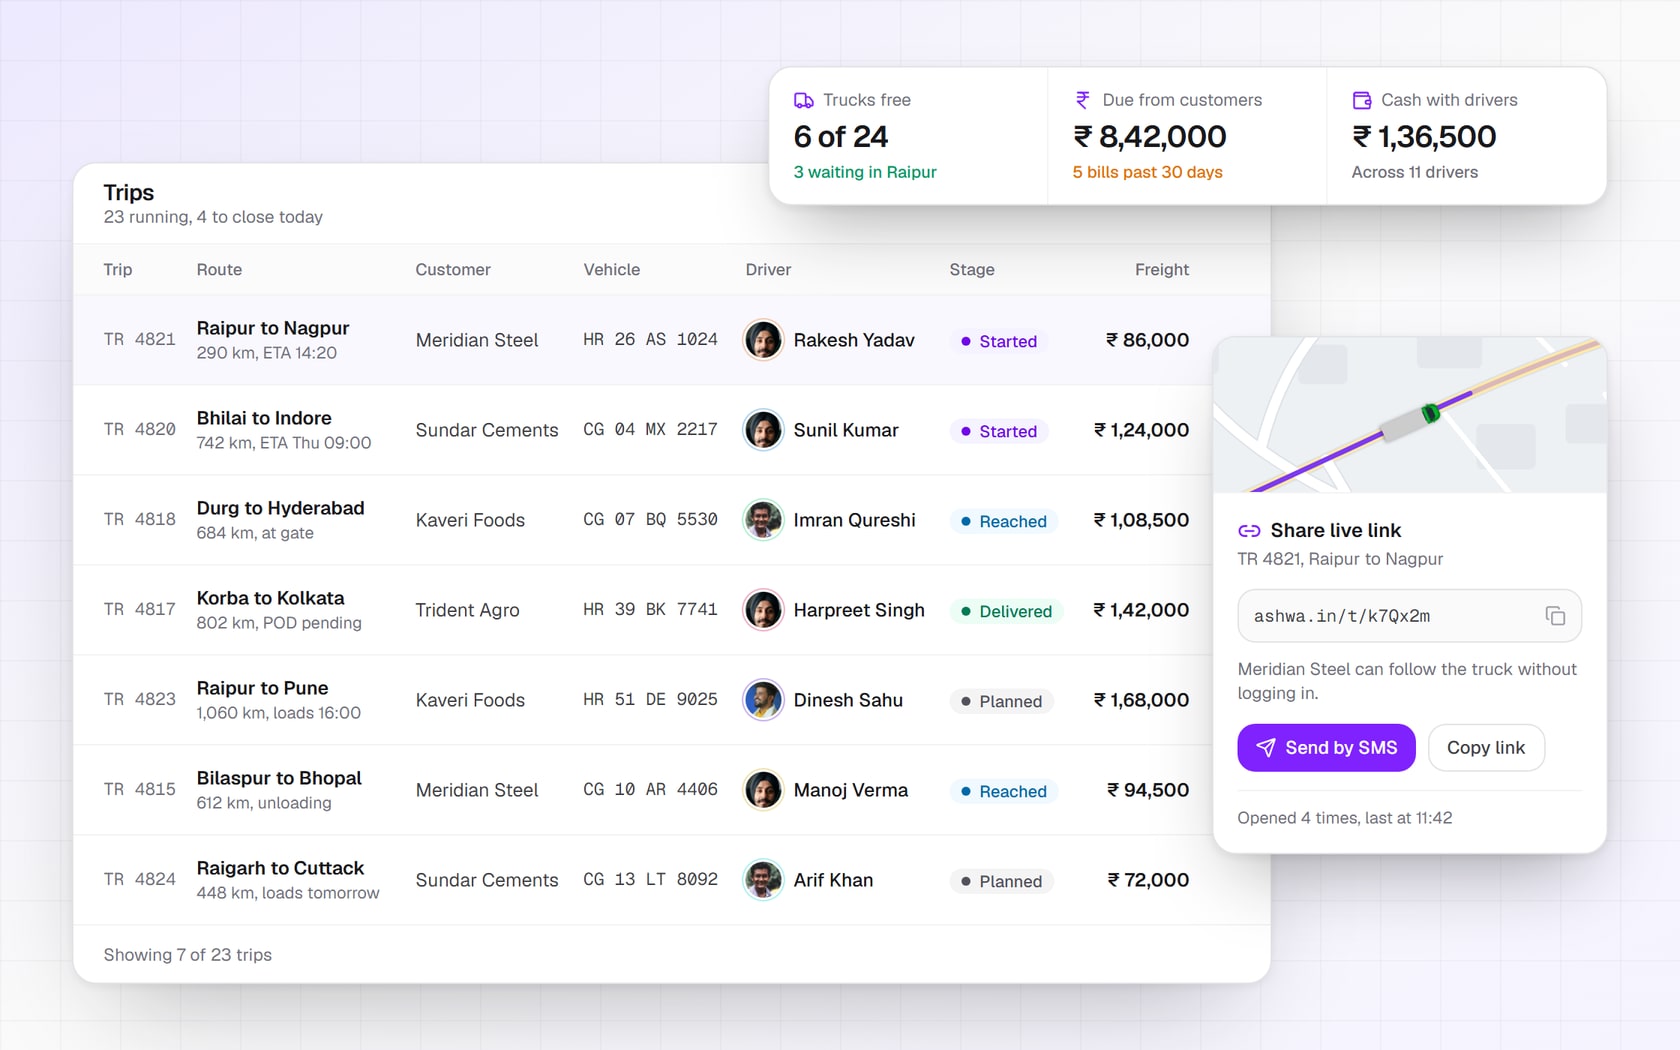 Trucks free
6 of 24
3 waiting in Raipur
Due from customers
₹ 8,42,000
5 bills past 30 days
Cash with drivers
₹ 1,36,500
Across 11 drivers
Trips
23 running, 4 to close today
Trip Route Customer Vehicle Driver Stage Freight
TR 4821 Raipur to Nagpur Meridian Steel HR 26 AS 1024 Rakesh Yadav Started ₹ 86,000
290 km, ETA 14:20
TR 4820 Bhilai to Indore Sundar Cements CG 04 MX 2217 Sunil Kumar Started ₹ 1,24,000
742 km, ETA Thu 09:00
TR 4818 Durg to Hyderabad Kaveri Foods CG 07 BQ 5530 Imran Qureshi Reached ₹ 1,08,500
684 km, at gate
TR 4817 Korba to Kolkata Trident Agro HR 39 BK 7741 Harpreet Singh Delivered ₹ 1,42,000
802 km, POD pending
TR 4823 Raipur to Pune Kaveri Foods HR 51 DE 9025 Dinesh Sahu Planned ₹ 1,68,000
1,060 km, loads 16:00
TR 4815 Bilaspur to Bhopal Meridian Steel CG 10 AR 4406 Manoj Verma Reached ₹ 94,500
612 km, unloading
TR 4824 Raigarh to Cuttack Sundar Cements CG 13 LT 8092 Arif Khan Planned ₹ 72,000
448 km, loads tomorrow
Showing 7 of 23 trips
Share live link
TR 4821, Raipur to Nagpur
ashwa.in/t/k7Qx2m
Meridian Steel can follow the truck without
logging in.
Send by SMS
Copy link
Opened 4 times, last at 11:42